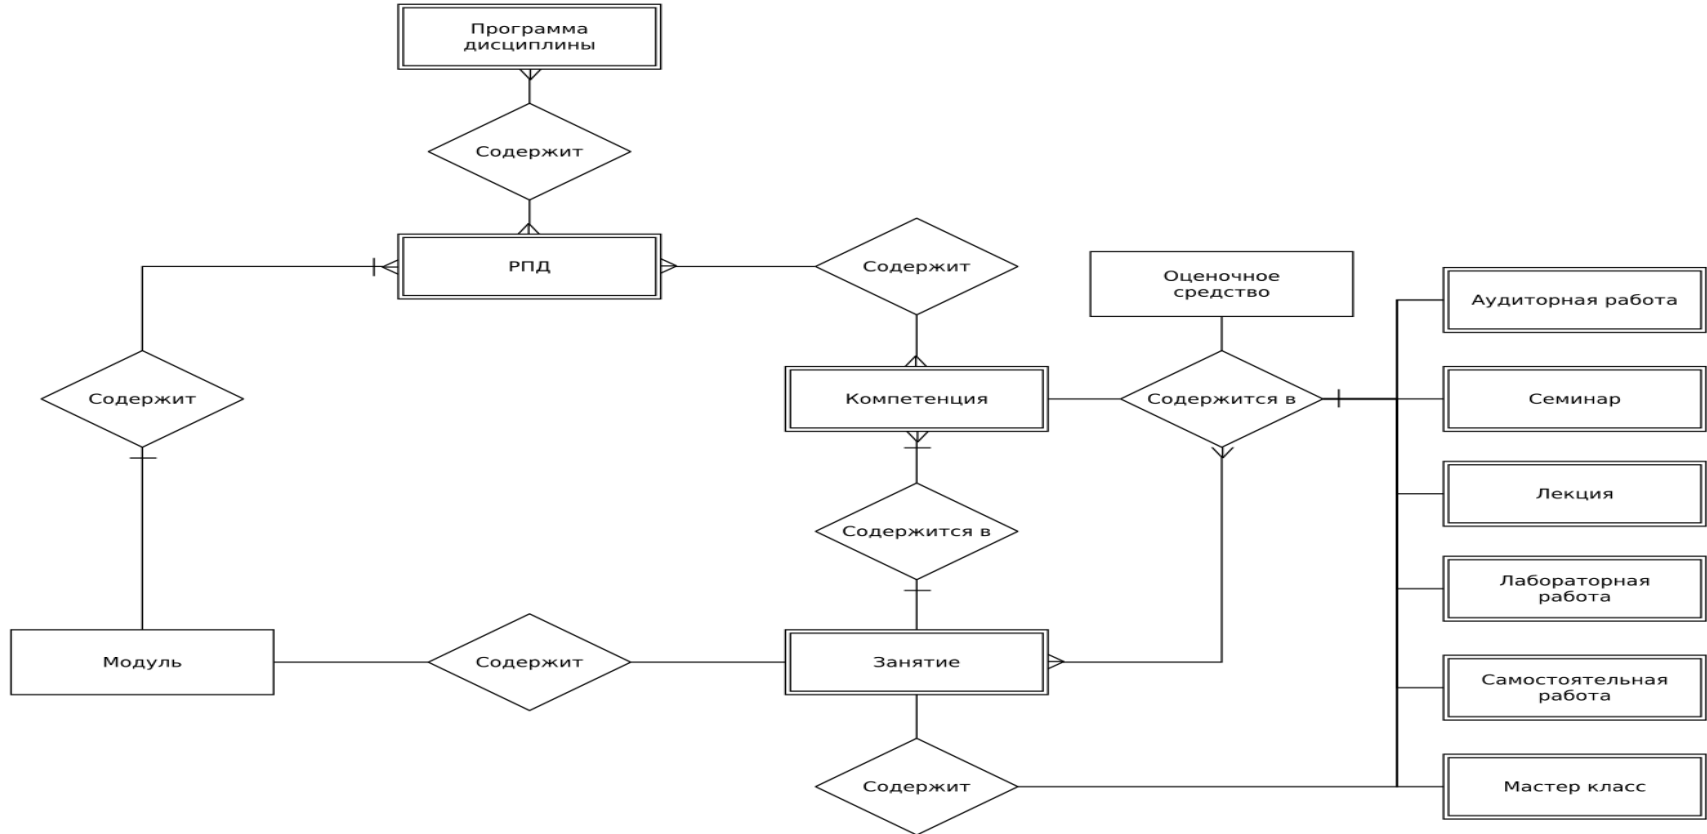 Программа
дисциплины
Содержит
РПД
Содержит
Оценочное
средство
Аудиторная работа
Содержит
Компетенция
Содержится в
Семинар
Лекция
Содержится в
Лабораторная
работа
Модуль
Содержит
Занятие
Самостоятельная
работа
Содержит
Мастер класс